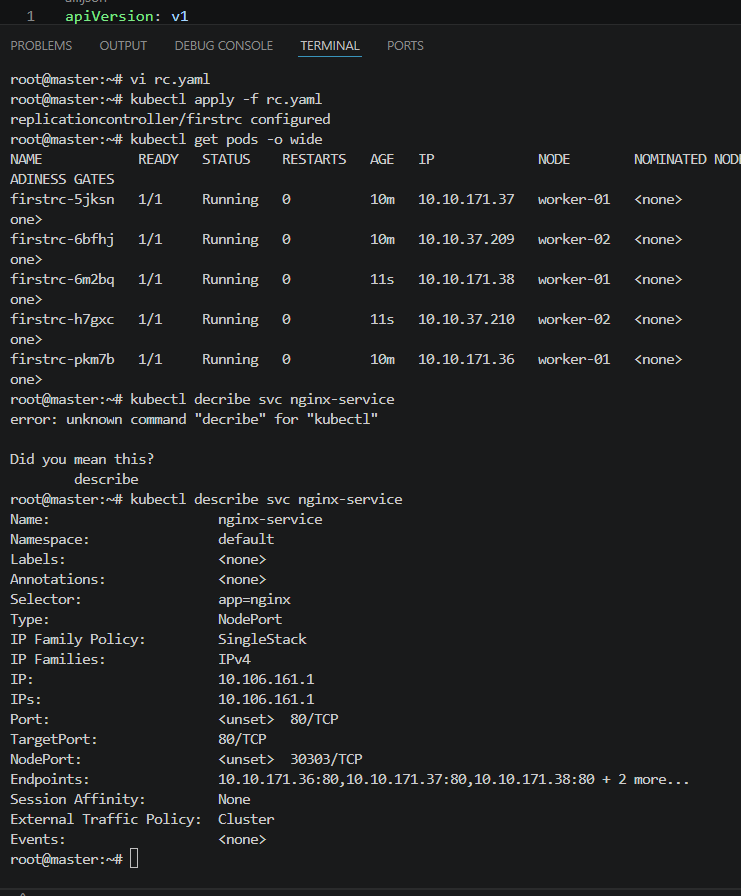 1 apiVersion: v1
PROBLEMS OUTPUT DEBUG CONSOLE TERMINAL PORTS
root@master:~# vi rc.yaml
root@master:~# kubectl apply -f rc.yaml
replicationcontroller/firstrc configured
root@master:~# kubectl get pods -o wide
NAME READY STATUS RESTARTS AGE IP NODE NOMINATED NODE
ADINESS GATES
firstrc-5jksn 1/1 Running 0 10m 10.10.171.37 worker-01 <none>
one>
firstrc-6bfhj 1/1 Running 0 10m 10.10.37.209 worker-02 <none>
one>
firstrc-6m2bq 1/1 Running 0 11s 10.10.171.38 worker-01 <none>
one>
firstrc-h7gxc 1/1 Running 0 11s 10.10.37.210 worker-02 <none>
one>
firstrc-pkm7b 1/1 Running 0 10m 10.10.171.36 worker-01 <none>
one>
root@master:~# kubectl decribe svc nginx-service
error: unknown command "decribe" for "kubectl"
Did you mean this?
describe
root@master:~# kubectl describe svc nginx-service
Name: nginx-service
Namespace: default
Labels: <none>
Annotations: <none>
Selector: app=nginx
Type: NodePort
IP Family Policy: SingleStack
IP Families: IPv4
IP: 10.106.161.1
IPs: 10.106.161.1
Port: <unset> 80/TCP
TargetPort: 80/TCP
NodePort: <unset> 30303/TCP
Endpoints: 10.10.171.36:80,10.10.171.37:80,10.10.171.38:80 + 2 more...
Session Affinity: None
External Traffic Policy: Cluster
Events: <none>
root@master:~#